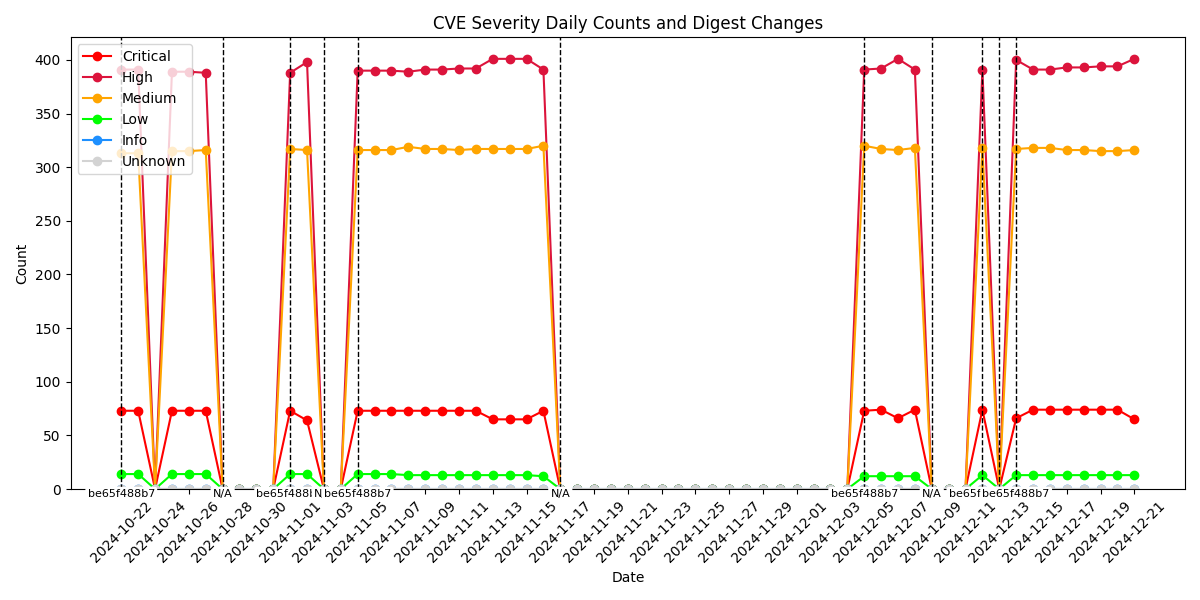 CVE Severity Daily Counts and Digest Changes
Critical
High
Medium
Low
Info
Unknown
400
350
300
250
200
150
100
50
0
Count
be65f488b7
N/A
be65f488
N
be65f488b7
N/A
be65f488b7
N/A
be65f
be65f488b7
2024-10-22
2024-10-24
2024-10-26
2024-10-28
2024-10-30
2024-11-01
2024-11-03
2024-11-05
2024-11-07
2024-11-09
2024-11-11
2024-11-13
2024-11-15
2024-11-17
2024-11-19
2024-11-21
2024-11-23
2024-11-25
2024-11-27
2024-11-29
2024-12-01
2024-12-03
2024-12-05
2024-12-07
2024-12-09
2024-12-11
2024-12-13
2024-12-15
2024-12-17
2024-12-19
2024-12-21
Date